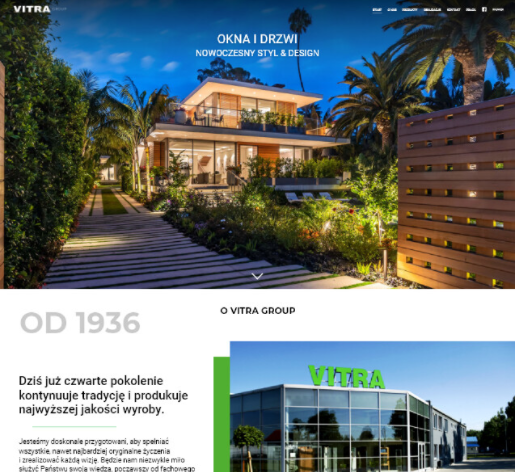 VITRA GROUP
START O NAS PRODUKTY REALIZACJE KONTAKT
OKNA I DRZWI
NOWOCZESNY STYL & DESIGN
O VITRA GROUP
OD 1936
VITRA
Dziś już czwarte pokolenie
kontynuuje tradycję i produkuje
najwyższej jakości wyroby.
Jesteśmy doskonale przygotowani, aby spełniać
wszystkie, nawet najbardziej oryginalne życzenia
i zrealizować każdą wizję. Będzie nam niezwykle miło
służyć Państwu swoją wiedzą, począwszy od fachowego